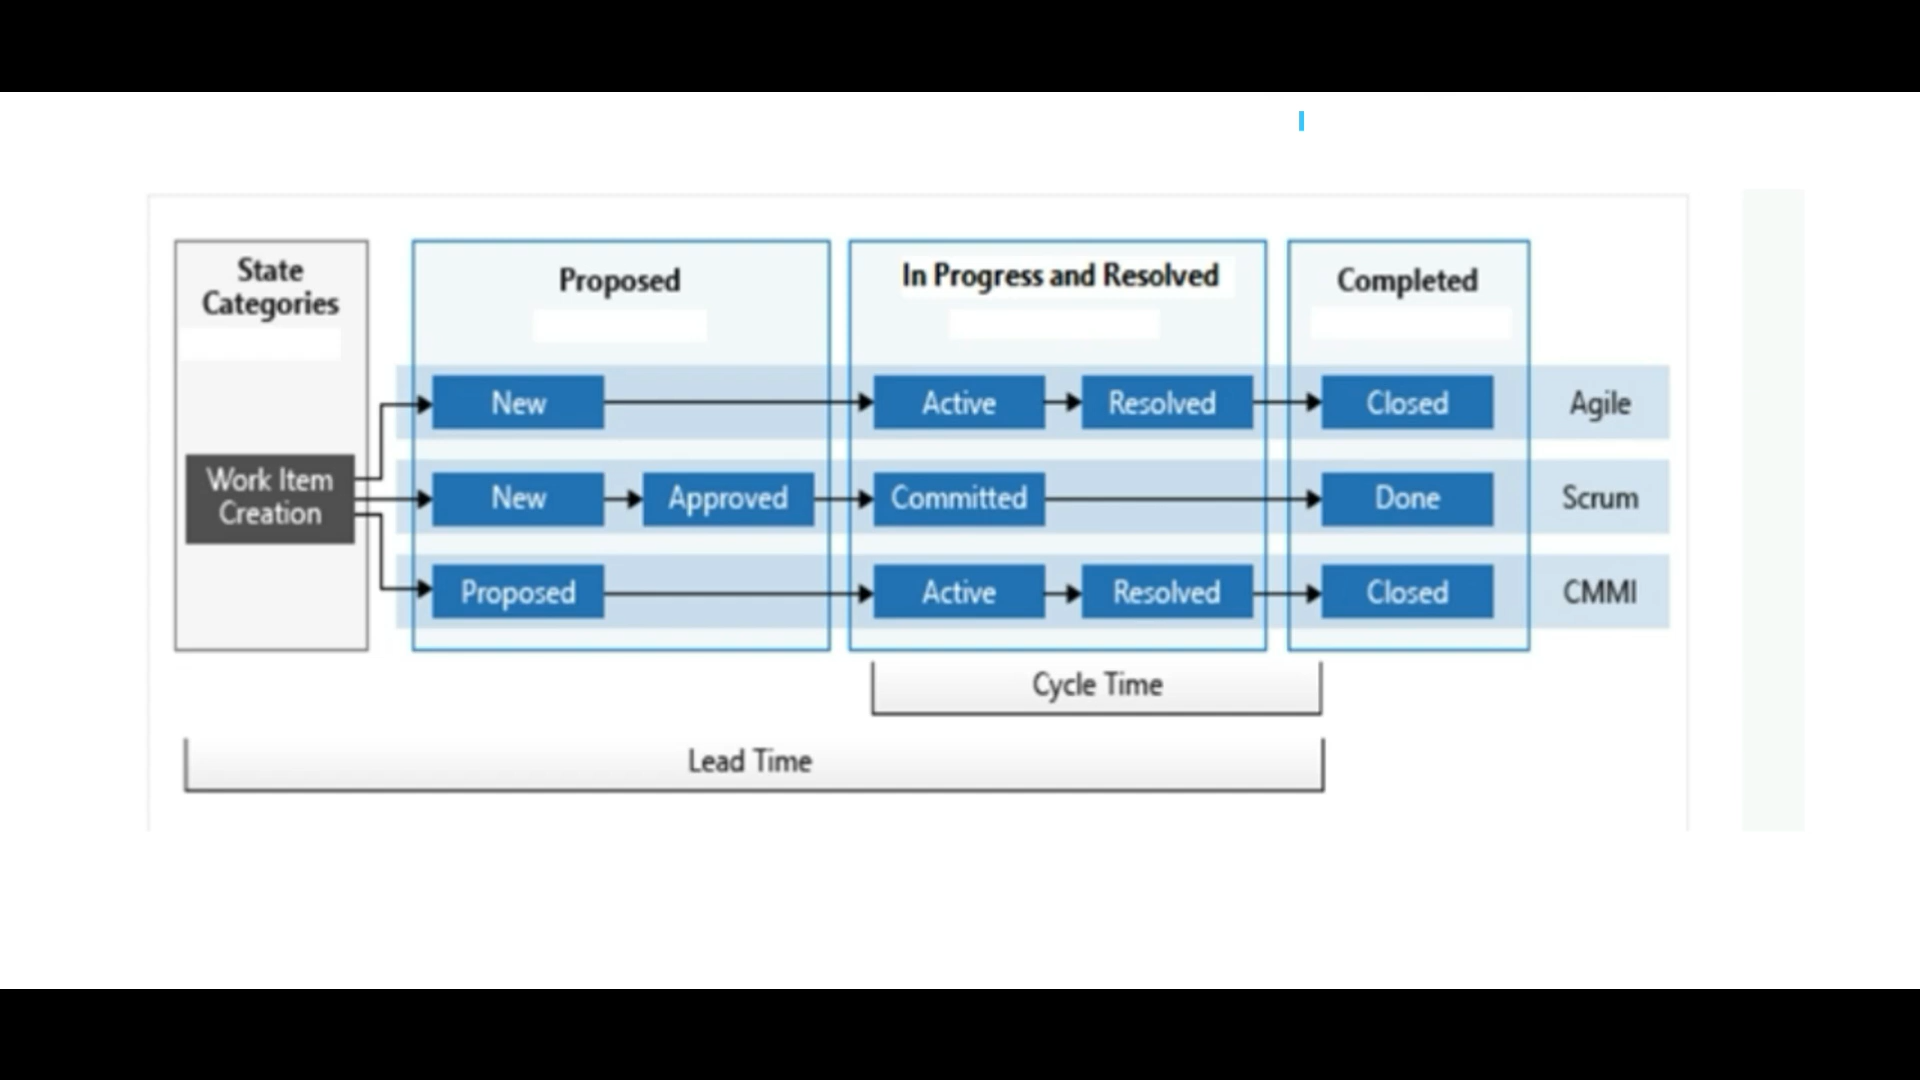 State
Categories
Proposed
In Progress and Resolved
Completed
New
Active
Resolved
Closed
Agile
Work Item
Creation
New
Approved
Committed
Done
Scrum
Proposed
Active
Resolved
Closed
CMMI
Cycle Time
Lead Time